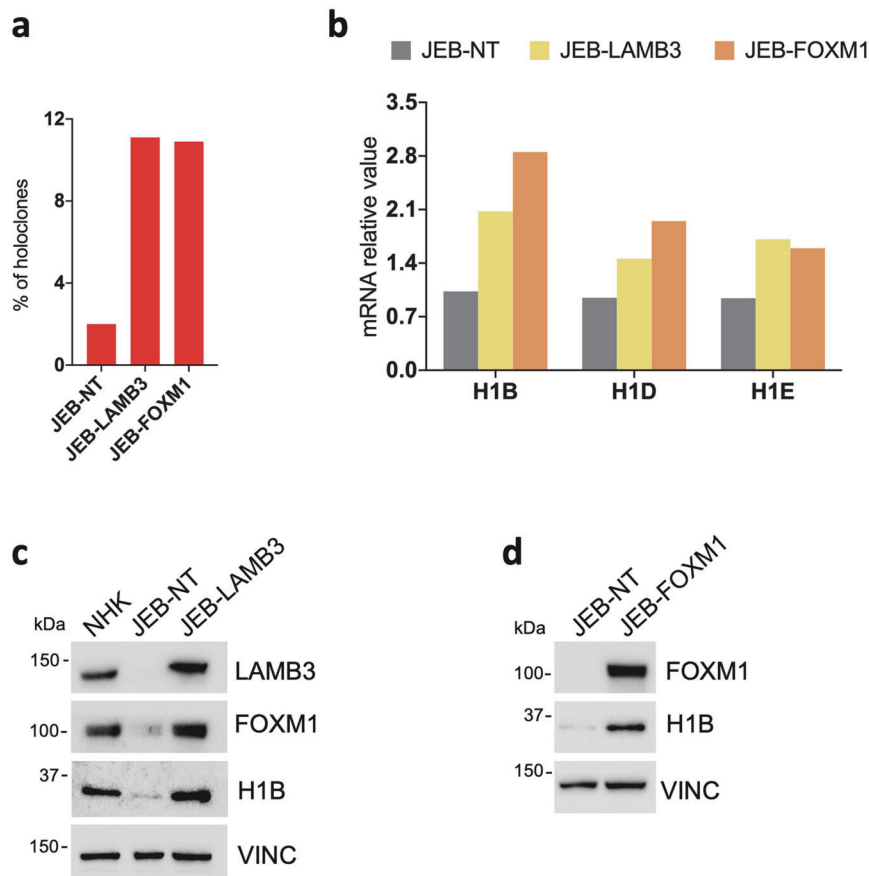 a
12
8
4
0
% of holoclones
JEB-NT
JEB-LAMB3
JEB-FOXM1
b
JEB-NT JEB-LAMB3 JEB-FOXM1
3.5
2.8
2.1
1.4
0.7
0.0
mRNA relative value
H1B H1D H1E
c
NHK JEB-NT JEB-LAMB3
kDa
150- LAMB3
100- FOXM1
37- H1B
150- VINC
d
JEB-NT JEB-FOXM1
kDa
100- FOXM1
37- H1B
150- VINC